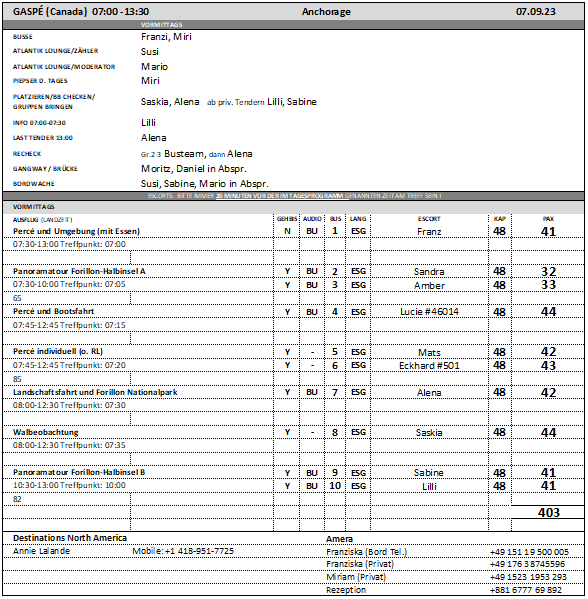 GASPÉ (Canada) 07:00 -13:30 Anchorage 07.09.23
VORMITTAGS
BUSSE Franzi, Miri
ATLANTIK LOUNGE/ZÄHLER Susi
ATLANTIK LOUNGE/MODERATOR Mario
PIEPSER D. TAGES Miri
PLATZIEREN/BB CHECKEN/
GRUPPEN BRINGEN Saskia, Alena ab priv. Tendern Lilli, Sabine
INFO 07:00-07:30 Lilli
LAST TENDER 13:00 Alena
RECHECK Gr.2-3 Busteam, dann Alena
GANGWAY / BRÜCKE Moritz, Daniel in Abspr.
BORDWACHE Susi, Sabine, Mario in Abspr.
ESCORTS: BITTE IMMER 20 MINUTEN VOR DER IM TAGESPROGRAMM GENANNTEN ZEIT AM TREFF SEIN !
VORMITTAGS
AUSFLUG (LANDZEIT) GEHBIS AUDIO BUS LANG ESCORT KAP PAX
Percé und Umgebung (mit Essen) N BU 1 ESG Franz 48 41
07:30-13:00 Treffpunkt: 07:00
Panoramatour Forillon-Halbinsel A Y BU 2 ESG Sandra 48 32
07:30-10:00 Treffpunkt: 07:05 Y BU 3 ESG Amber 48 33
65
Percé und Bootsfahrt Y BU 4 ESG Lucie #46014 48 44
07:45-12:45 Treffpunkt: 07:15
Percé individuell (o. RL) Y - 5 ESG Mats 48 42
07:45-12:45 Treffpunkt: 07:20 Y - 6 ESG Eckhard #501 48 43
85
Landschaftsfahrt und Forillon Nationalpark Y BU 7 ESG Alena 48 42
08:00-12:30 Treffpunkt: 07:30
Walbeobachtung Y - 8 ESG Saskia 48 44
08:00-12:30 Treffpunkt: 07:35
Panoramatour Forillon-Halbinsel B Y BU 9 ESG Sabine 48 41
10:30-13:00 Treffpunkt: 10:00 Y BU 10 ESG Lilli 48 41
82
403
Destinations North America Amera
Annie Lalande Mobile: +1 418-951-7725 Franziska (Bord Tel.) +49 151 19 500 005
Franziska (Privat) +49 176 38745596
Miriam (Privat) +49 1523 1953 293
Rezeption +881 6777 69 892